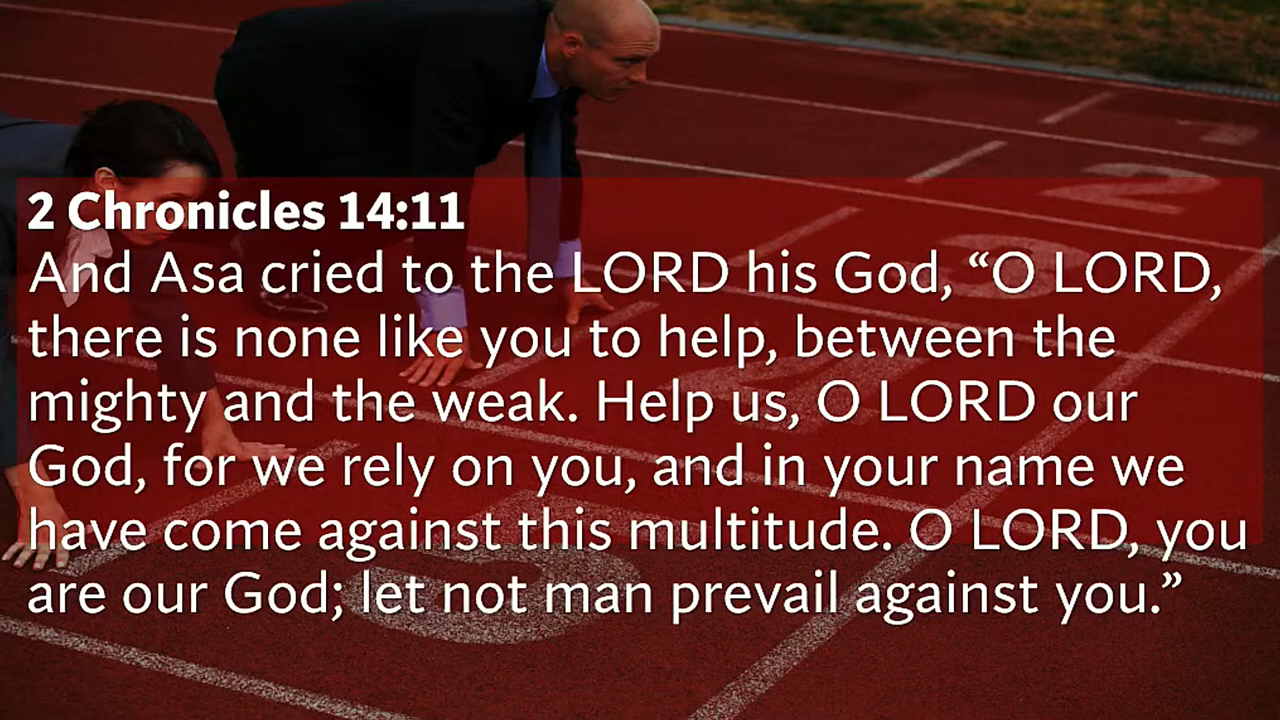 2 Chronicles 14:11
And Asa cried to the LORD his God, “O LORD,
there is none like you to help, between the
mighty and the weak. Help us, O LORD our
God, for we rely on you, and in your name we
have come against this multitude. O LORD, you
are our God; let not man prevail against you.”
2
3
5